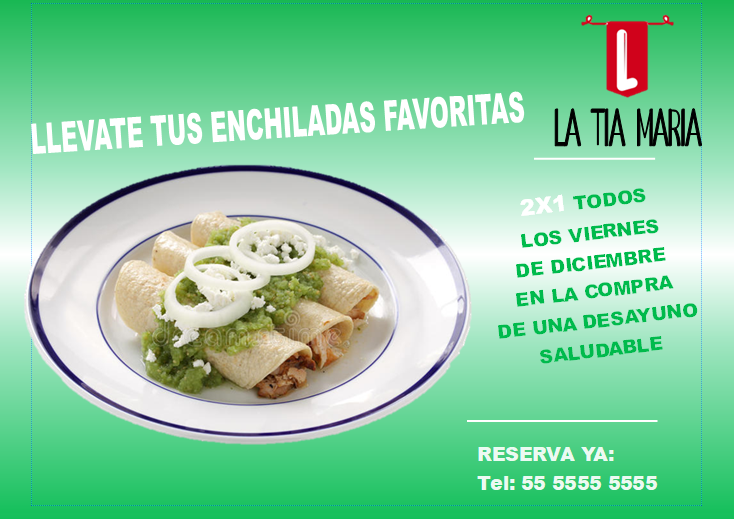 L
LA TIA MARIA
LLEVATE TUS ENCHILADAS FAVORITAS
2X1 TODOS
LOS VIERNES
DE DICIEMBRE
EN LA COMPRA
DE UNA DESAYUNO
SALUDABLE
RESERVA YA:
Tel: 55 5555 5555